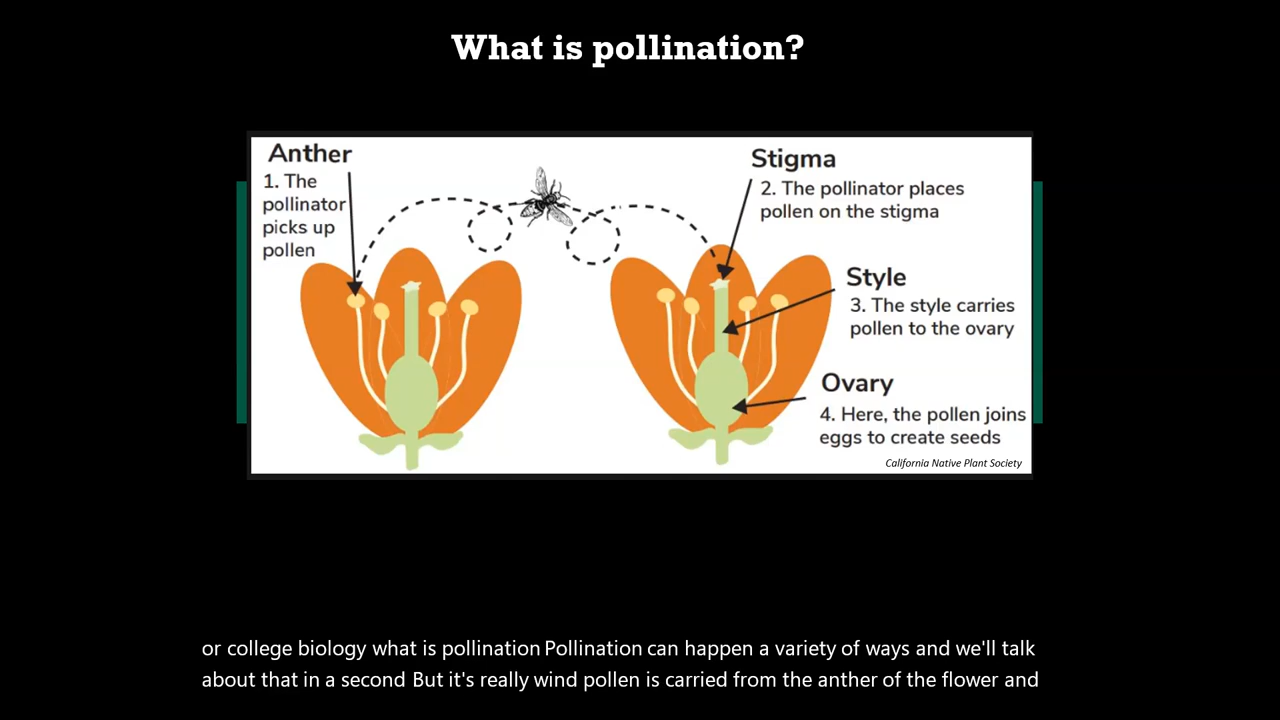 What is pollination?
Anther
1. The
pollinator
picks up
pollen
Stigma
2. The pollinator places
pollen on the stigma
Style
3. The style carries
pollen to the ovary
Ovary
4. Here, the pollen joins
eggs to create seeds
California Native Plant Society
or college biology what is pollination Pollination can happen a variety of ways and we'll talk
about that in a second But it's really wind pollen is carried from the anther of the flower and